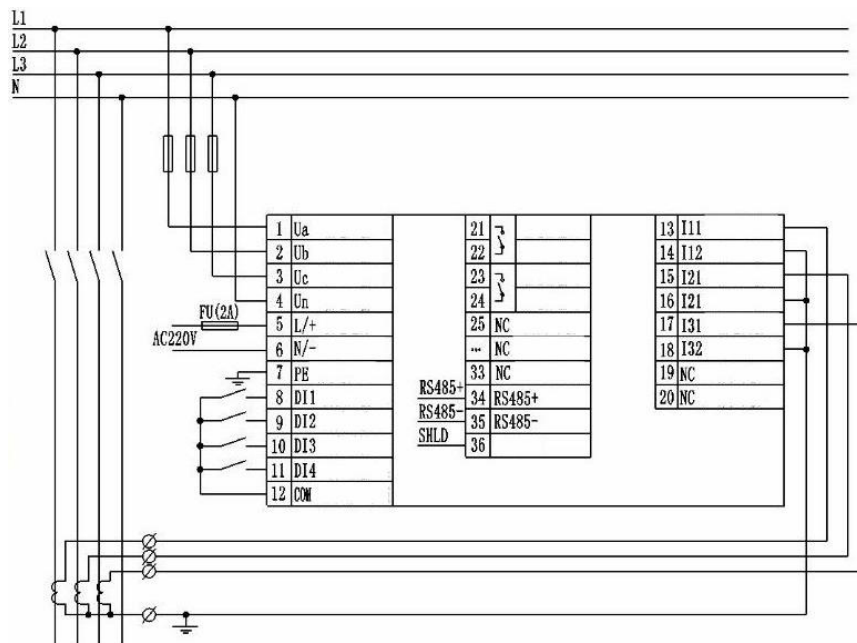 L1
L2
L3
N
1 Ua
2 Ub
3 Uc
4 Un
FU(2A)
5 L/+
AC220V
6 N/-
7 PE
8 DI1
9 DI2
10 DI3
11 DI4
12 COM
21
22
23
24
25 NC
… NC
33 NC
RS485+
34 RS485+
RS485-
35 RS485-
SHLD
36
13 I11
14 I12
15 I21
16 I21
17 I31
18 I32
19 NC
20 NC